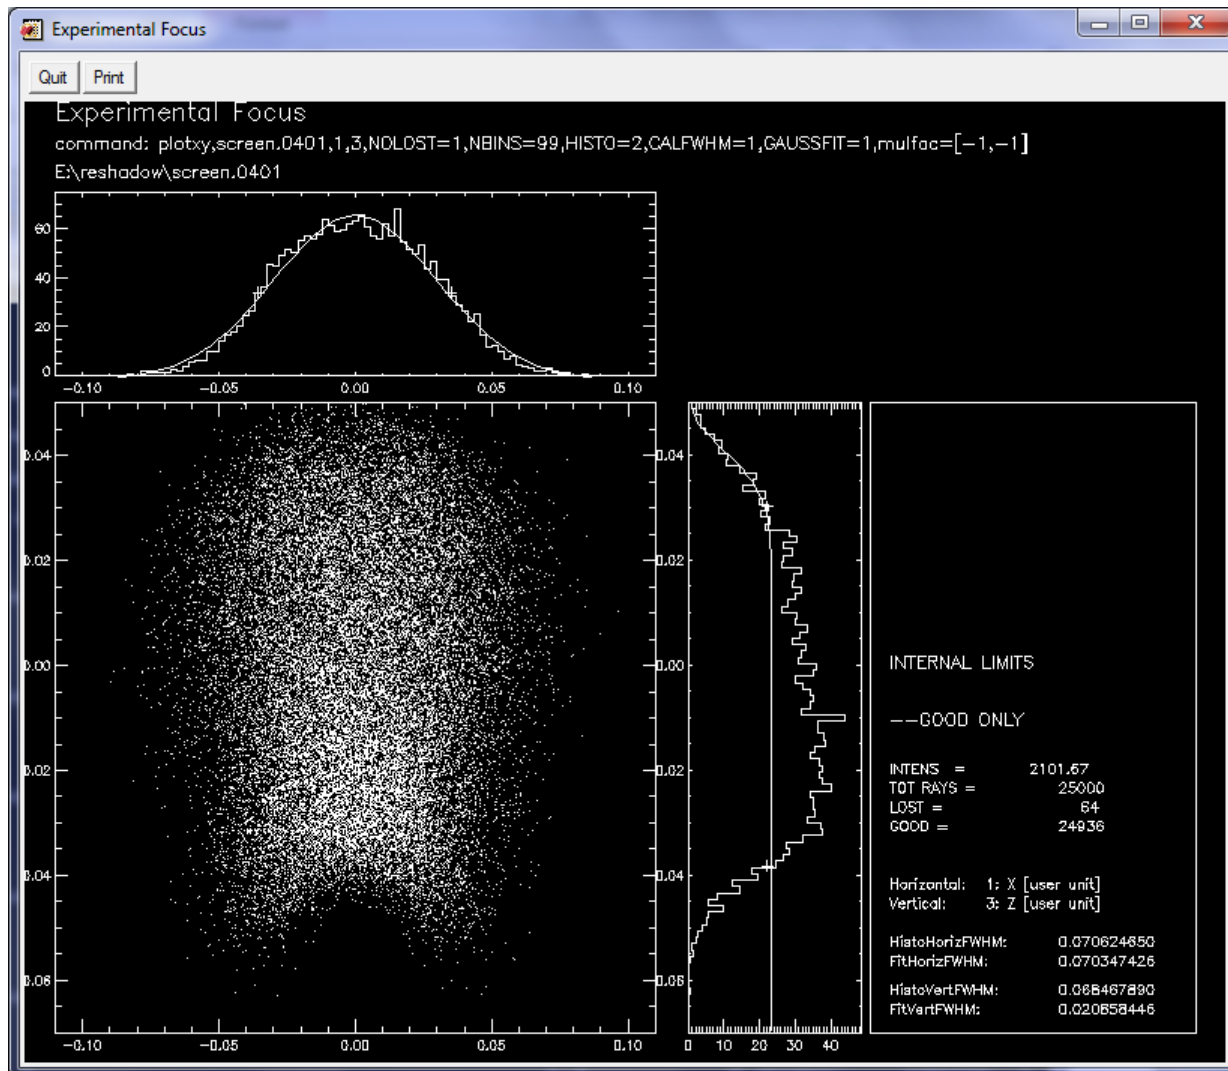 Experimental Focus
Quit Print
Experimental Focus
command: plotxy,screen.0401,1,3,NOLOST=1,NBINS=99,HISTO=2,CALFWHM=1,GAUSSFIT=1,mulfac=[-1,-1]
E:\reshadow\screen.0401
60
40
20
0
-0.10 -0.05 0.00 0.05 0.10
0.04 0.04
0.02 0.02
0.00 0.00
0.02 0.02
0.04 0.04
0.06 0.06
-0.10 -0.05 0.00 0.05 0.10
0 10 20 30 40
INTERNAL LIMITS
--GOOD ONLY
INTENS = 2101.67
TOT RAYS = 25000
LOST = 64
GOOD = 24936
Horizontal: 1: X [user unit]
Vertical: 3: Z [user unit]
HistoHorizFWHM: 0.070624650
FitHorizFWHM: 0.070347426
HistoVertFWHM: 0.068467890
FitVertFWHM: 0.020658446